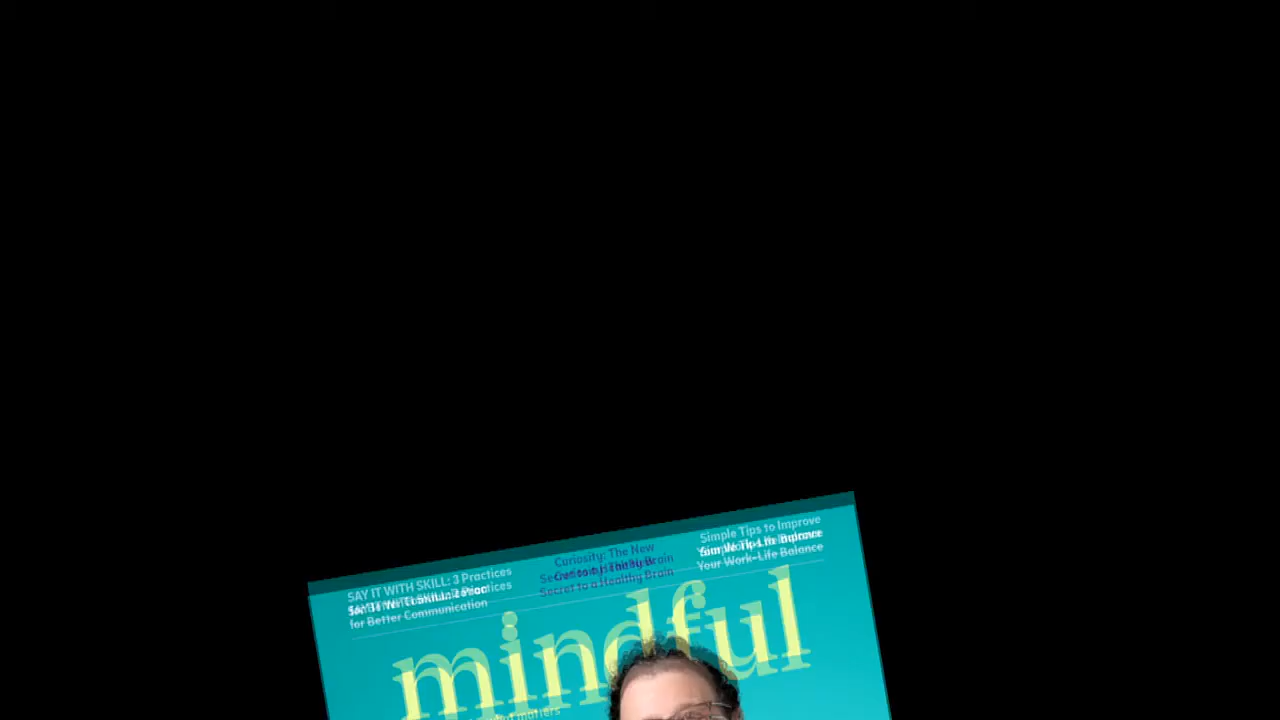 SAY IT WITH SKILL: 3 Practices
for Better Communication
Curiosity: The New
Secret to a Healthy Brain
Simple Tips to Improve
Your Work-Life Balance
mindful
matters